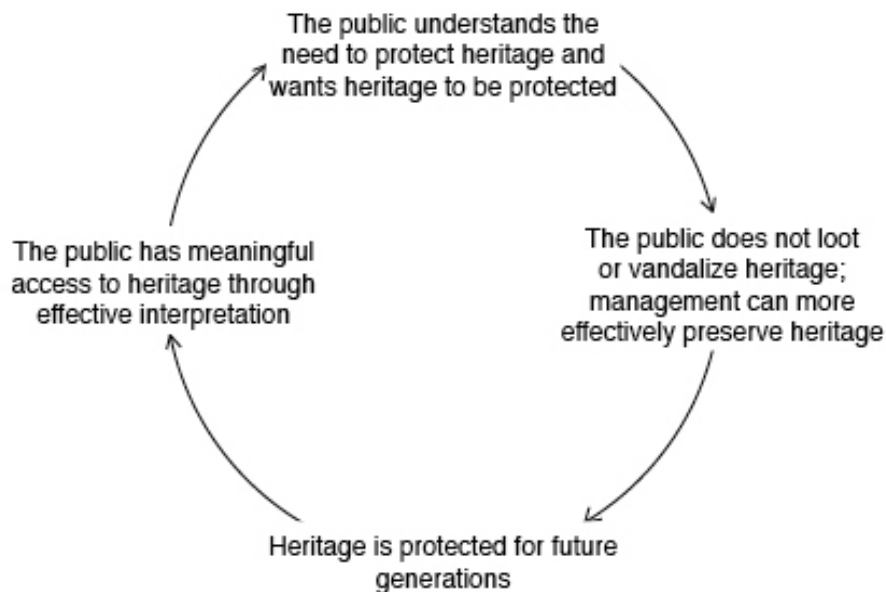 The public understands the
need to protect heritage and
wants heritage to be protected
The public does not loot
or vandalize heritage;
management can more
effectively preserve heritage
Heritage is protected for future
generations
The public has meaningful
access to heritage through
effective interpretation